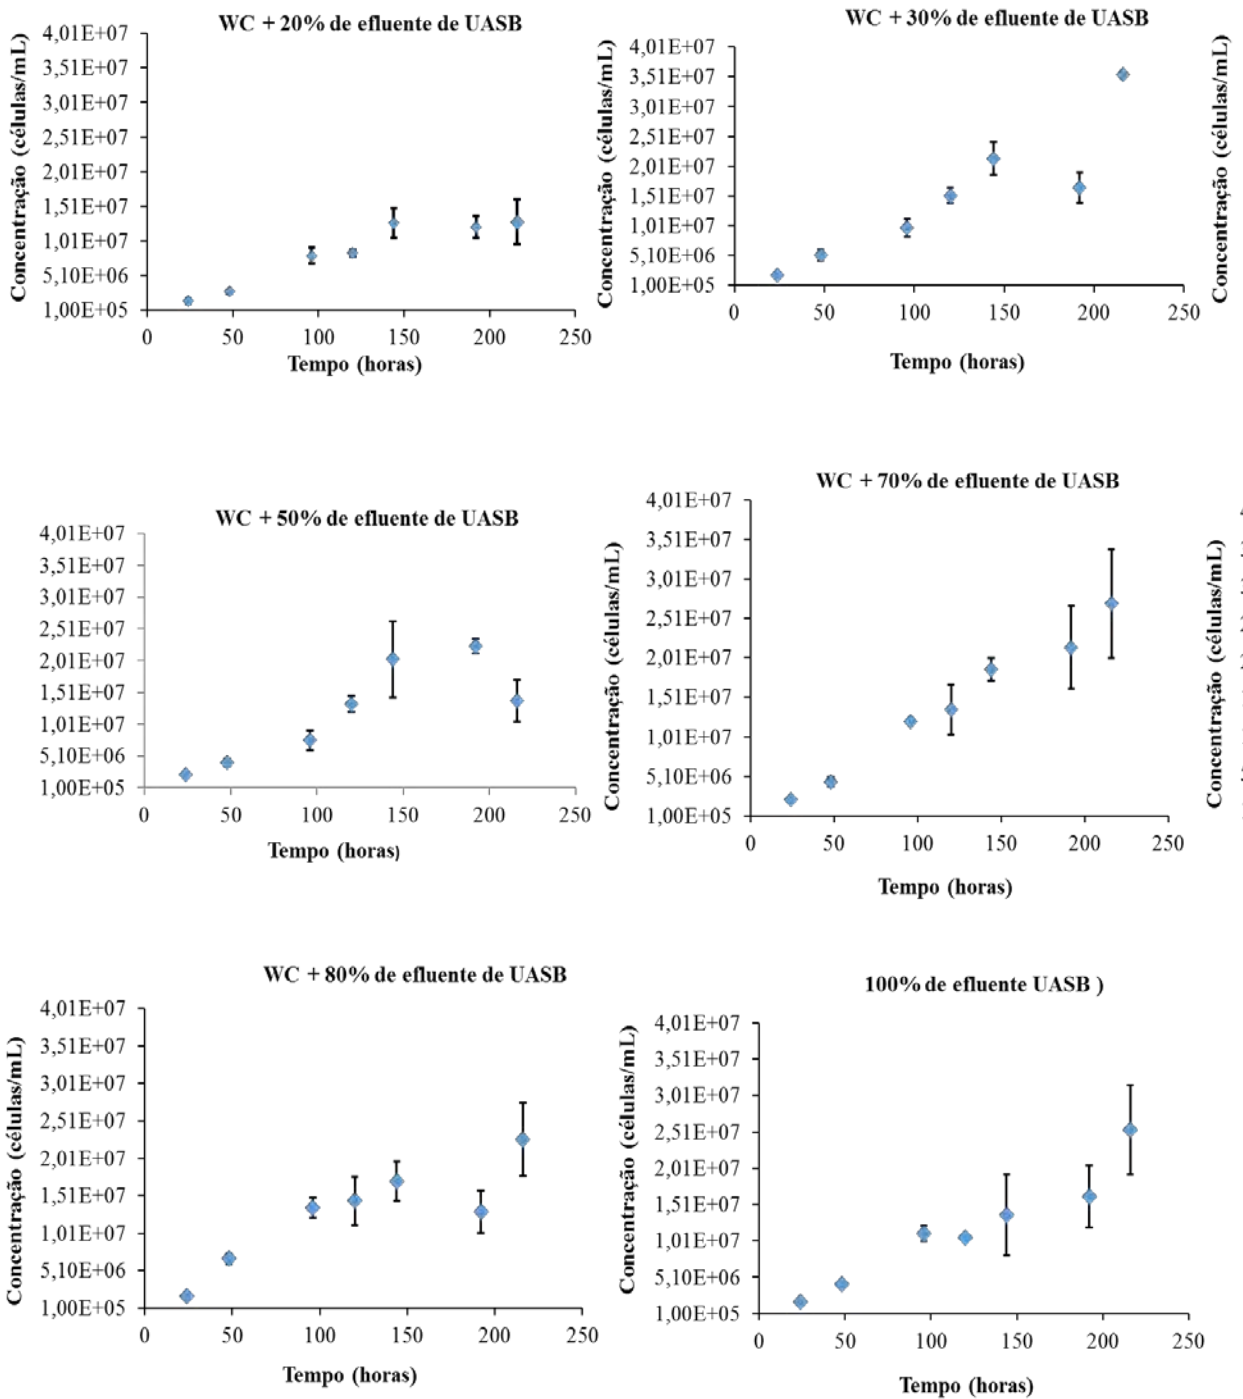 WC + 20% de efluente de UASB
Concentração (células/mL)
4,01E+07
3,51E+07
3,01E+07
2,51E+07
2,01E+07
1,51E+07
1,01E+07
5,10E+06
1,00E+05
0 50 100 150 200 250
Tempo (horas)
WC + 30% de efluente de UASB
Concentração (células/mL)
4,01E+07
3,51E+07
3,01E+07
2,51E+07
2,01E+07
1,51E+07
1,01E+07
5,10E+06
1,00E+05
0 50 100 150 200 250
Tempo (horas)
Concentração (células/mL)
WC + 50% de efluente de UASB
4,01E+07
3,51E+07
3,01E+07
2,51E+07
2,01E+07
1,51E+07
1,01E+07
5,10E+06
1,00E+05
0 50 100 150 200 250
Tempo (horas)
WC + 70% de efluente de UASB
Concentração (células/mL)
4,01E+07
3,51E+07
3,01E+07
2,51E+07
2,01E+07
1,51E+07
1,01E+07
5,10E+06
1,00E+05
0 50 100 150 200 250
Tempo (horas)
Concentração (células/mL)
WC + 80% de efluente de UASB
Concentração (células/mL)
4,01E+07
3,51E+07
3,01E+07
2,51E+07
2,01E+07
1,51E+07
1,01E+07
5,10E+06
1,00E+05
0 50 100 150 200 250
Tempo (horas)
100% de efluente UASB )
Concentração (células/mL)
4,01E+07
3,51E+07
3,01E+07
2,51E+07
2,01E+07
1,51E+07
1,01E+07
5,10E+06
1,00E+05
0 50 100 150 200 250
Tempo (horas)